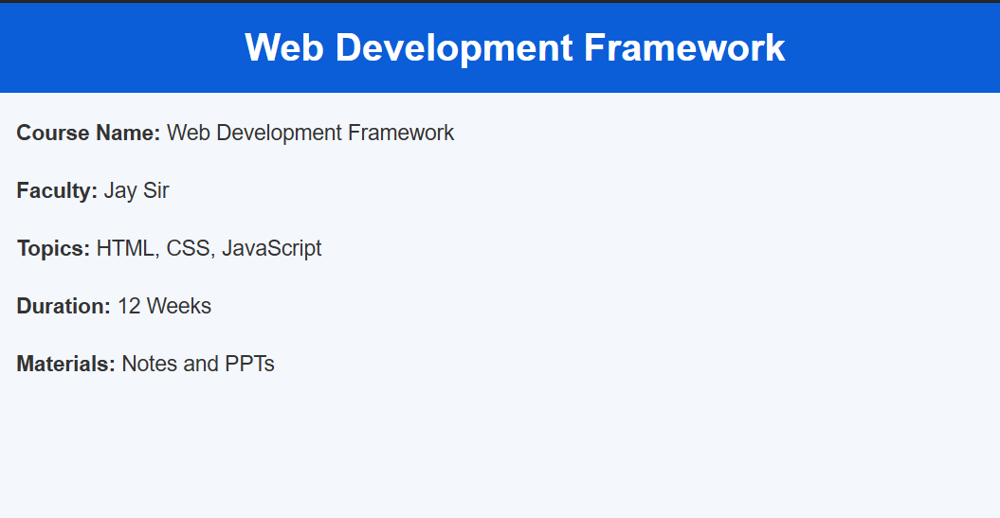 Web Development Framework
Course Name: Web Development Framework
Faculty: Jay Sir
Topics: HTML, CSS, JavaScript
Duration: 12 Weeks
Materials: Notes and PPTs